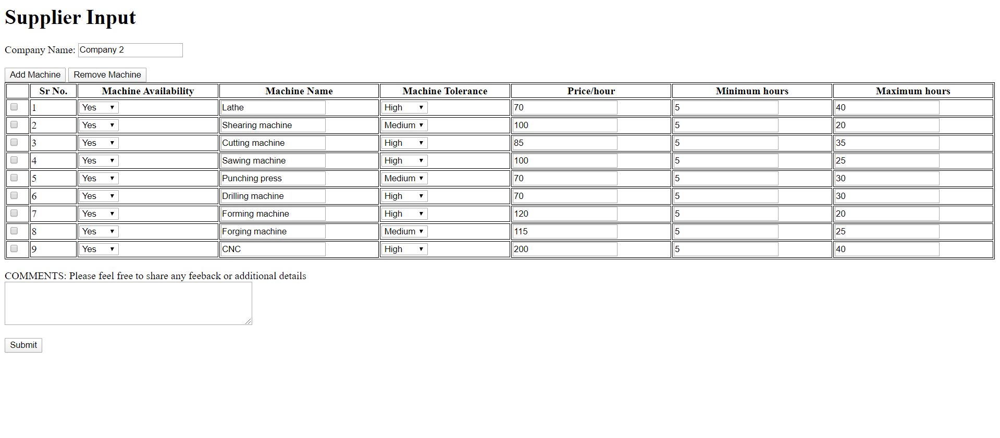 Supplier Input
Company Name: Company 2
Add Machine Remove Machine
Sr No. Machine Availability Machine Name Machine Tolerance Price/hour Minimum hours Maximum hours
1 Yes Lathe High 70 5 40
2 Yes Shearing machine Medium 100 5 20
3 Yes Cutting machine High 85 5 35
4 Yes Sawing machine High 100 5 25
5 Yes Punching press Medium 70 5 30
6 Yes Drilling machine High 70 5 30
7 Yes Forming machine High 120 5 20
8 Yes Forging machine Medium 115 5 25
9 Yes CNC High 200 5 40
COMMENTS: Please feel free to share any feeback or additional details
Submit